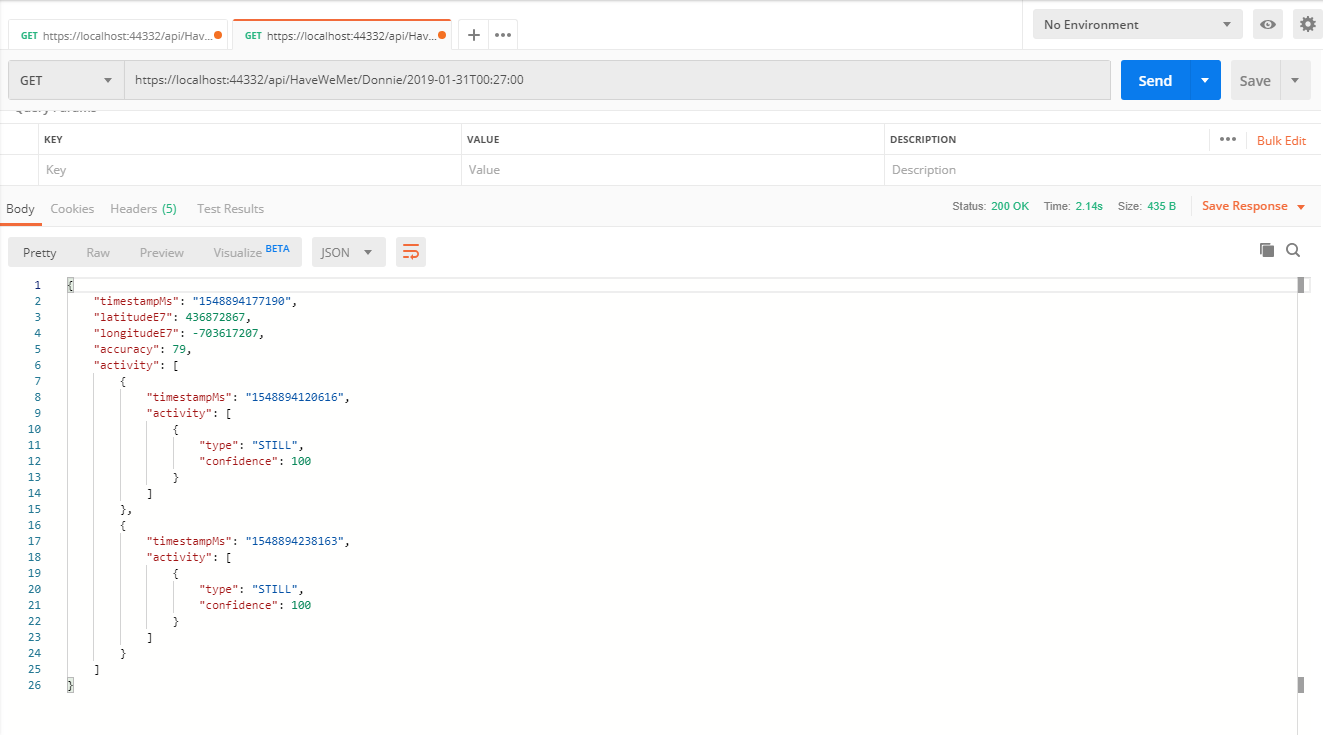 GET https://localhost:44332/api/Hav... GET https://localhost:44332/api/Hav... + ••• No Environment
GET https://localhost:44332/api/HaveWeMet/Donnie/2019-01-31T00:27:00 Send Save
Query Params
KEY VALUE DESCRIPTION ••• Bulk Edit
Key Value Description
Body Cookies Headers (5) Test Results Status: 200 OK Time: 2.14s Size: 435 B Save Response
Pretty Raw Preview Visualize BETA JSON
1 {
2 "timestampMs": "1548894177190",
3 "latitudeE7": 436872867,
4 "longitudeE7": -703617207,
5 "accuracy": 79,
6 "activity": [
7 {
8 "timestampMs": "1548894120616",
9 "activity": [
10 {
11 "type": "STILL",
12 "confidence": 100
13 }
14 ]
15 },
16 {
17 "timestampMs": "1548894238163",
18 "activity": [
19 {
20 "type": "STILL",
21 "confidence": 100
22 }
23 ]
24 }
25 ]
26 }